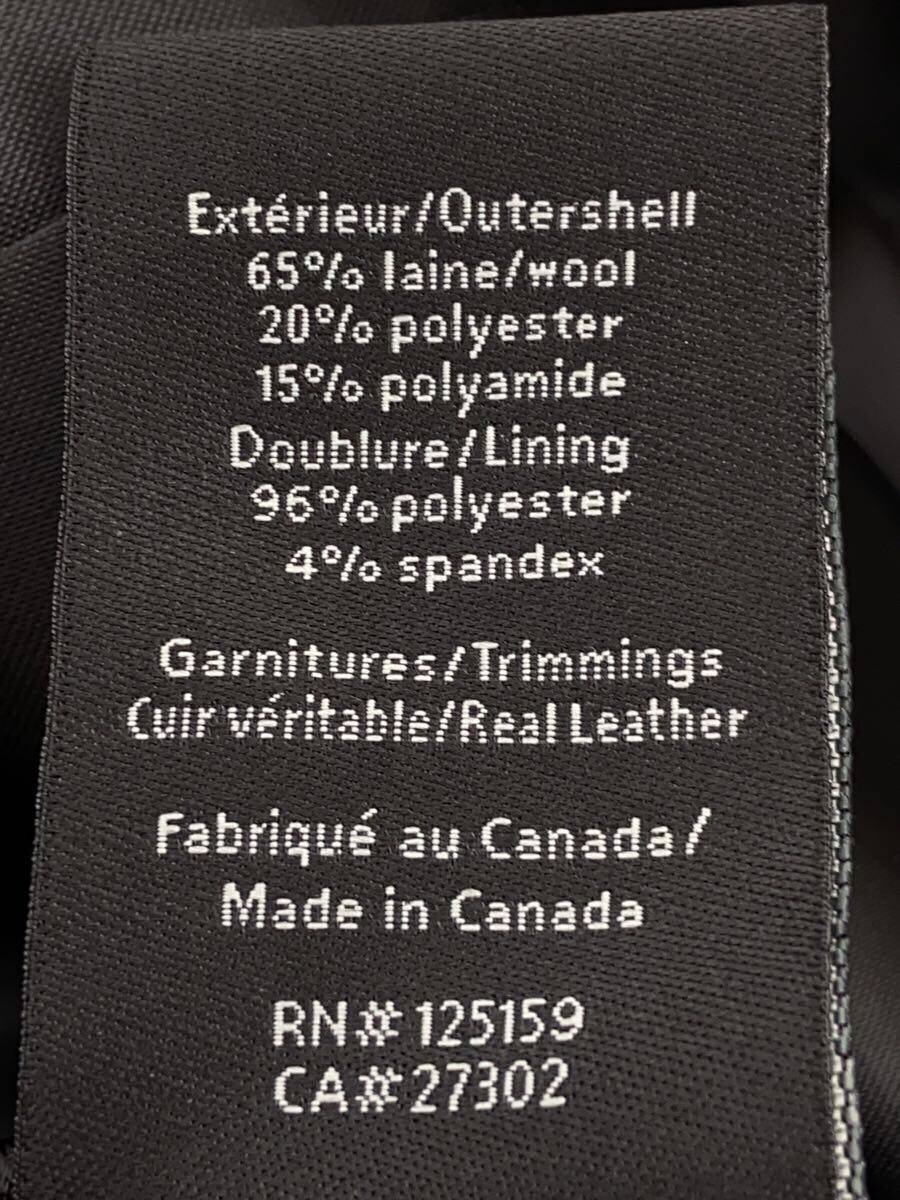 Extérieur/Outershell
65% laine/wool
20% polyester
15% polyamide
Doublure/Lining
96% polyester
4% spandex
Garnitures/Trimmings
Cuir véritable/Real Leather
Fabriqué au Canada/
Made in Canada
RN# 125159
CA#27302